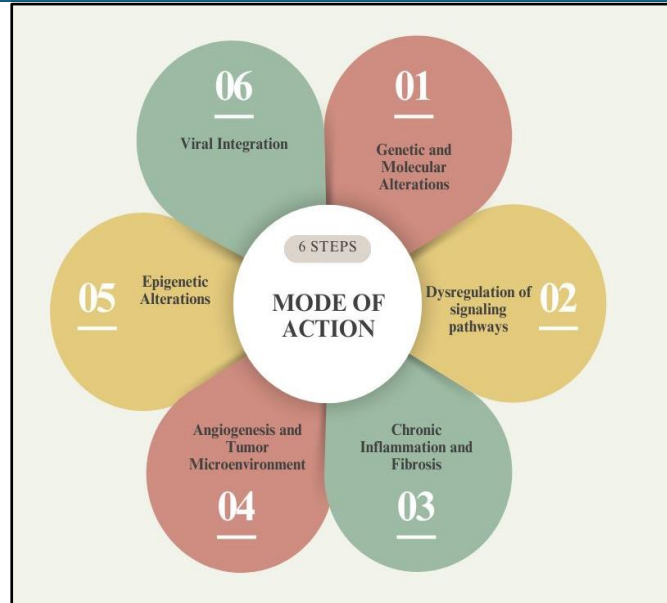 6 STEPS
MODE OF
ACTION
01
Genetic and
Molecular
Alterations
Dysregulation of
signaling
pathways
02
Chronic
Inflammation and
Fibrosis
03
Angiogenesis and
Tumor
Microenvironment
04
Epigenetic
Alterations
05
06
Viral Integration